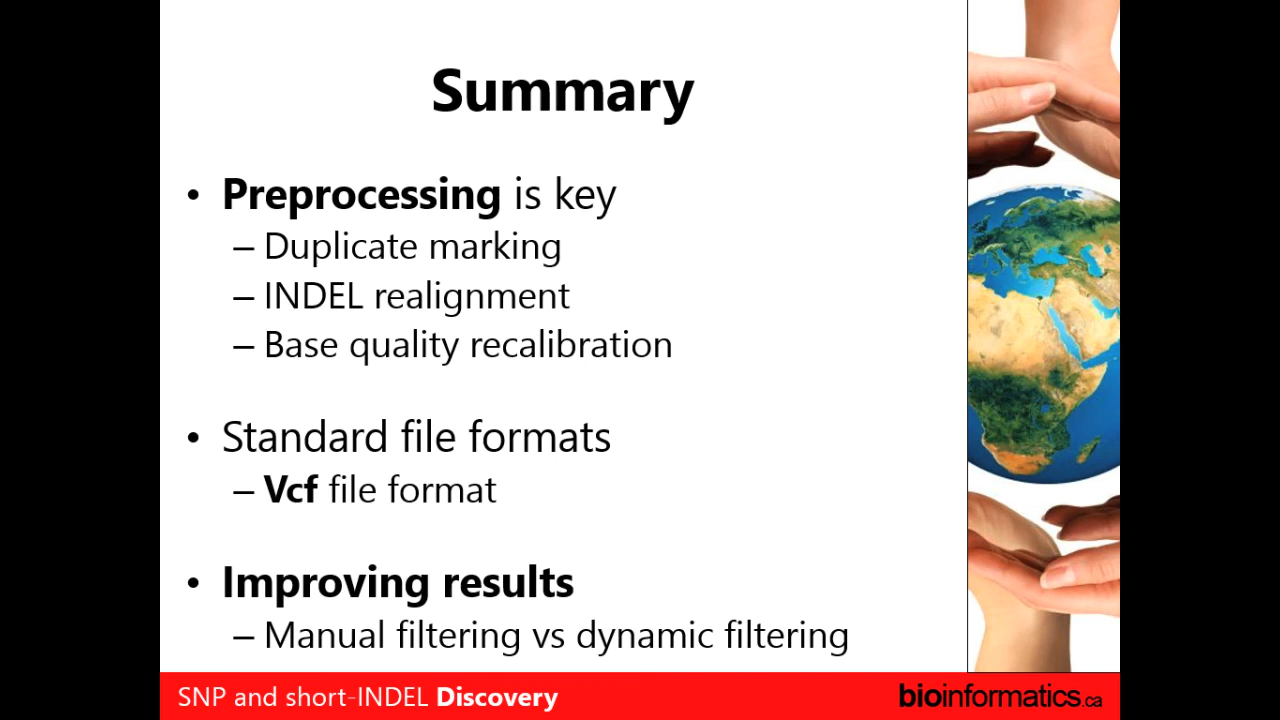 Summary
• Preprocessing is key
– Duplicate marking
– INDEL realignment
– Base quality recalibration
• Standard file formats
– Vcf file format
• Improving results
– Manual filtering vs dynamic filtering
SNP and short-INDEL Discovery
bioinformatics.ca